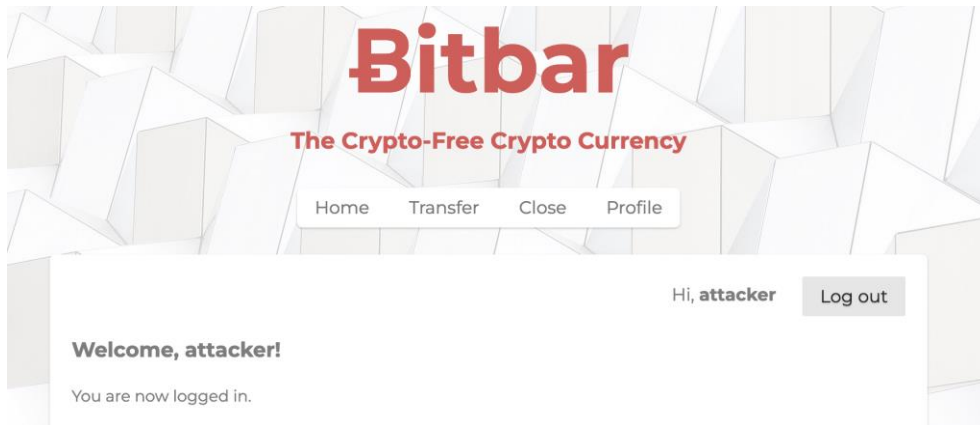 Ƀitbar
The Crypto-Free Crypto Currency
Home Transfer Close Profile
Hi, attacker Log out
Welcome, attacker!
You are now logged in.